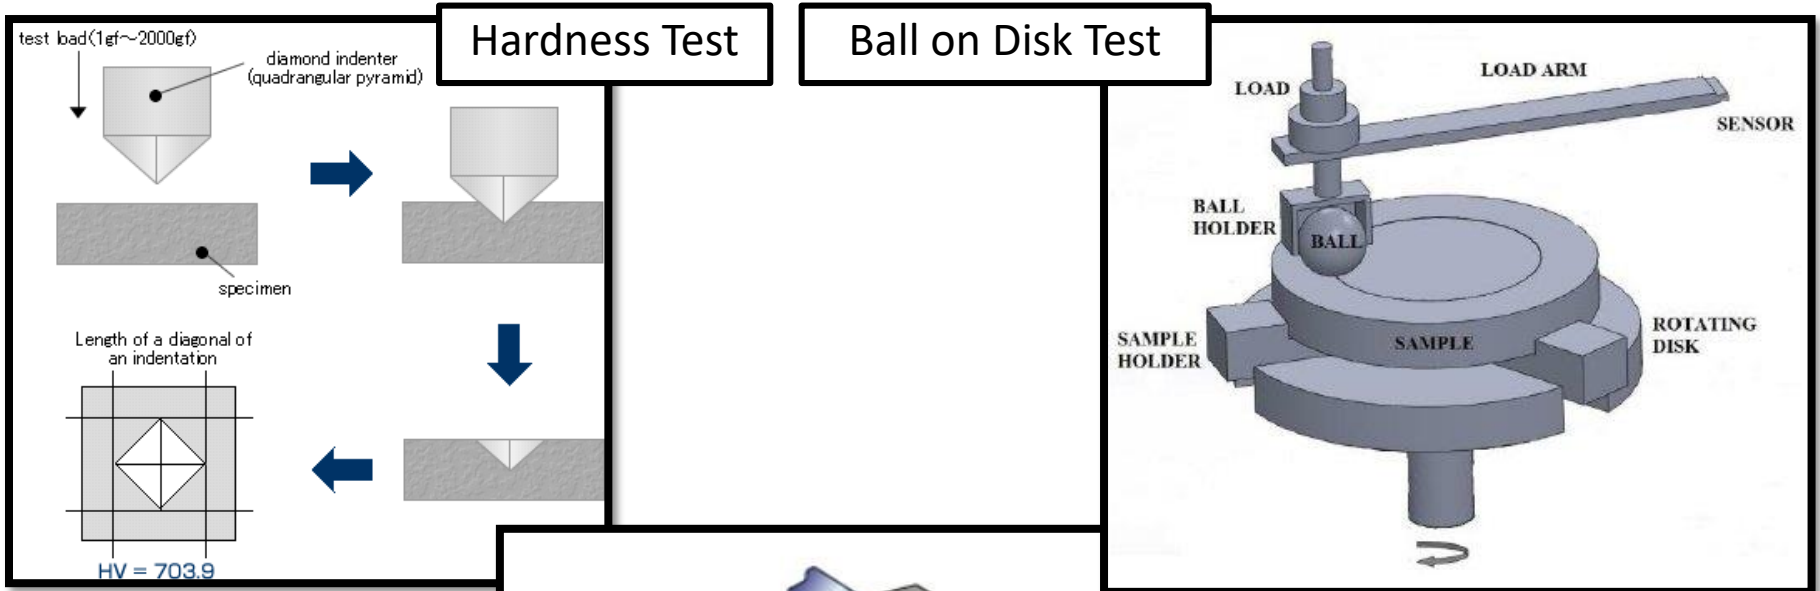 Hardness Test
test load(1gf～2000gf)
diamond indenter
(quadrangular pyramid)
specimen
Length of a diagonal of
an indentation
HV = 703.9
Ball on Disk Test
LOAD ARM
LOAD
SENSOR
BALL
HOLDER
BALL
SAMPLE
HOLDER
SAMPLE
ROTATING
DISK